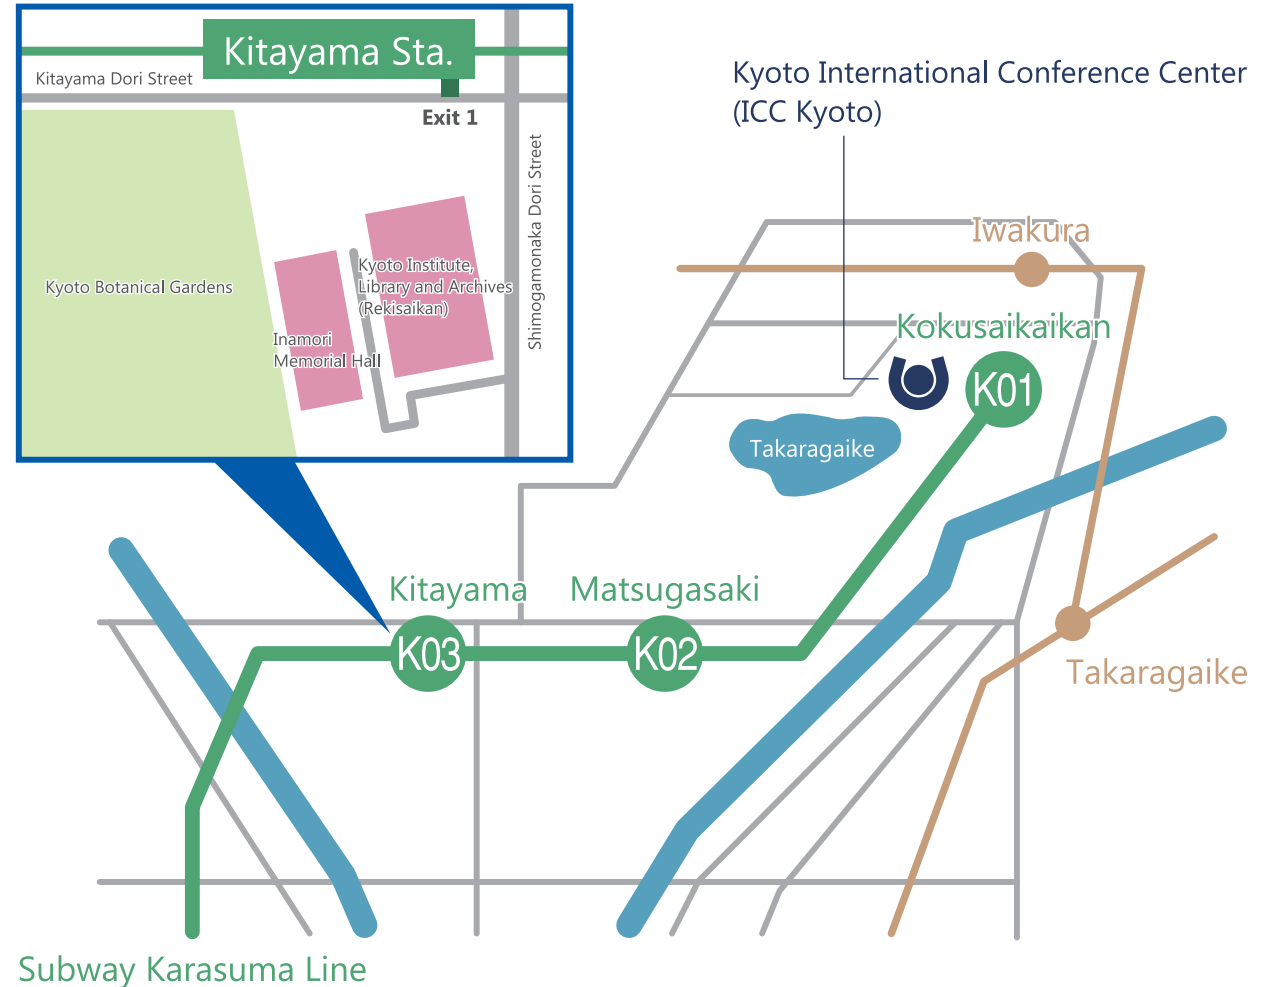 Kitayama Sta.
Kitayama Dori Street
Exit 1
Shimogamonaka Dori Street
Kyoto Botanical Gardens
Kyoto Institute,
Library and Archives
(Rekisaikan)
Inamori
Memorial Hall
Kyoto International Conference Center
(ICC Kyoto)
Iwakura
Kokusaikaikan
K01
Takaragaike
Kitayama
Matsugasaki
K03
K02
Takaragaike
Subway Karasuma Line